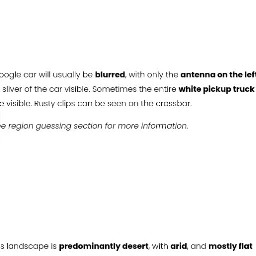 oogle car will usually be blurred, with only the antenna on the left
sliver of the car visible. Sometimes the entire white pickup truck
e visible. Rusty clips can be seen on the crossbar.
e region guessing section for more information.
s landscape is predominantly desert, with arid, and mostly flat